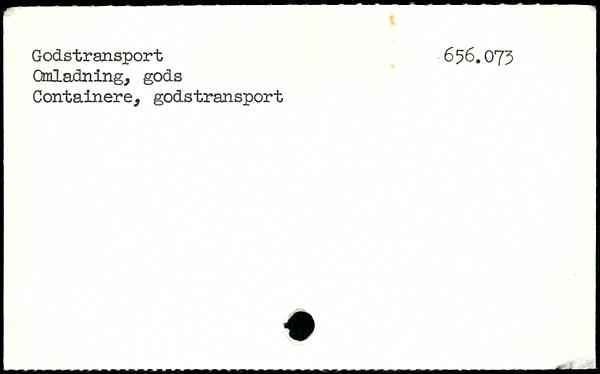 Godstransport 656.073
Omladning, gods
Containere, godstransport